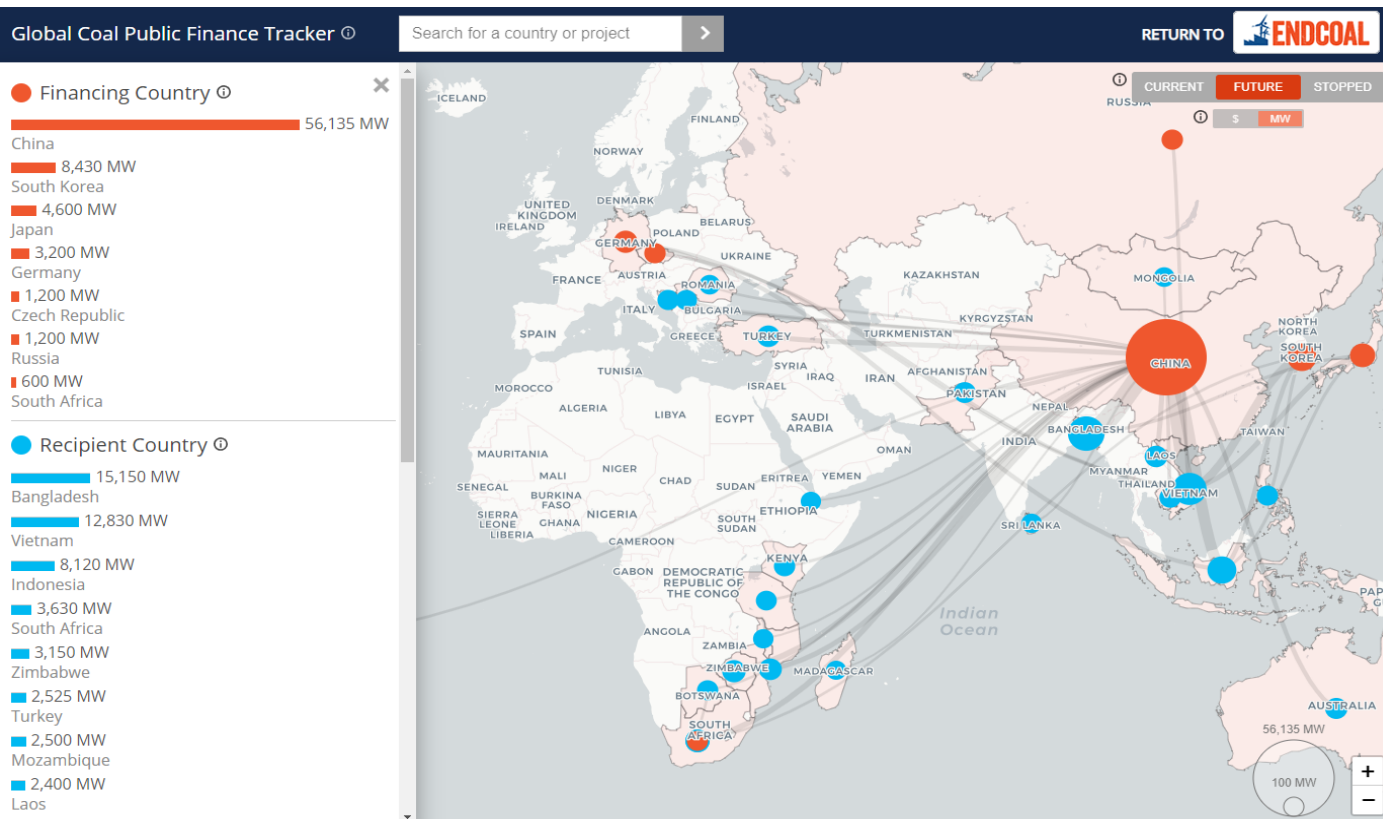 Global Coal Public Finance Tracker
Search for a country or project
>
RETURN TO
ENDCOAL
Financing Country
56,135 MW
China
8,430 MW
South Korea
4,600 MW
Japan
3,200 MW
Germany
1,200 MW
Czech Republic
1,200 MW
Russia
600 MW
South Africa
Recipient Country
15,150 MW
Bangladesh
12,830 MW
Vietnam
8,120 MW
Indonesia
3,630 MW
South Africa
3,150 MW
Zimbabwe
2,525 MW
Turkey
2,500 MW
Mozambique
2,400 MW
Laos
CURRENT
FUTURE
STOPPED
$
MW
ICELAND
RUSSIA
FINLAND
NORWAY
UNITED
KINGDOM
IRELAND
DENMARK
BELARUS
POLAND
GERMANY
UKRAINE
FRANCE
AUSTRIA
ROMANIA
KAZAKHSTAN
MONGOLIA
ITALY
BULGARIA
KYRGYZSTAN
SPAIN
GREECE
TURKEY
TURKMENISTAN
NORTH
KOREA
SOUTH
KOREA
CHINA
TUNISIA
SYRIA
IRAQ
IRAN
AFGHANISTAN
MOROCCO
ISRAEL
PAKISTAN
NEPAL
ALGERIA
LIBYA
EGYPT
SAUDI
ARABIA
BANGLADESH
TAIWAN
INDIA
OMAN
MAURITANIA
LAOS
MYANMAR
MALI
NIGER
CHAD
SUDAN
ERITREA
YEMEN
THAILAND
VIETNAM
SENEGAL
BURKINA
FASO
SIERRA
LEONE
GHANA
NIGERIA
SOUTH
SUDAN
ETHIOPIA
SRI LANKA
LIBERIA
CAMEROON
KENYA
GABON
DEMOCRATIC
REPUBLIC OF
THE CONGO
PAP
Indian
Ocean
ANGOLA
ZAMBIA
ZIMBABWE
MADAGASCAR
BOTSWANA
AUSTRALIA
SOUTH
AFRICA
56,135 MW
100 MW
+
−